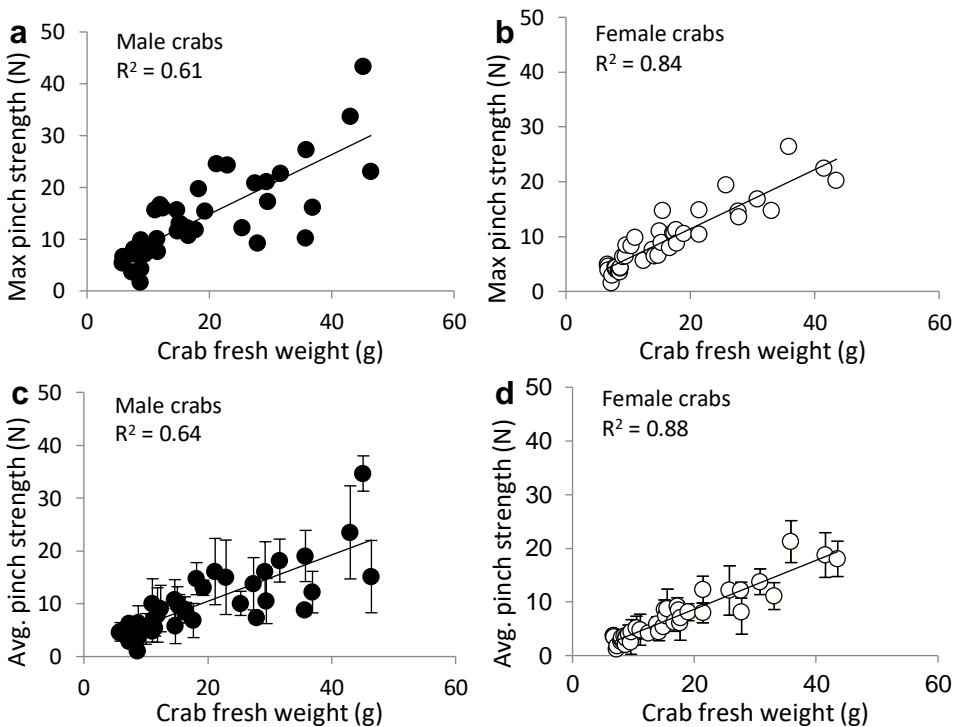 a
Male crabs
R² = 0.61
Max pinch strength (N)
50
40
30
20
10
0
0 20 40 60
Crab fresh weight (g)
b
Female crabs
R² = 0.84
Max pinch strength (N)
50
40
30
20
10
0
0 20 40 60
Crab fresh weight (g)
c
Male crabs
R² = 0.64
Avg. pinch strength (N)
50
40
30
20
10
0
0 20 40 60
Crab fresh weight (g)
d
Female crabs
R² = 0.88
Avg. pinch strength (N)
50
40
30
20
10
0
0 20 40 60
Crab fresh weight (g)